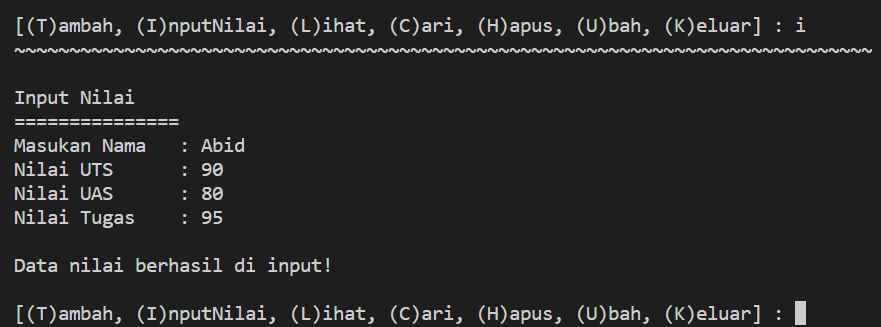 [(T)ambah, (I)nputNilai, (L)ihat, (C)ari, (H)apus, (U)bah, (K)eluar] : i
~~~~~~~~~~~~~~~~~~~~~~~~~~~~~~~~~~~~~~~~~~~~~~~~~~~~~~~~~~~~~~~~~~~~~~~~~~~~~~
Input Nilai
===============
Masukan Nama   : Abid
Nilai UTS      : 90
Nilai UAS      : 80
Nilai Tugas    : 95
Data nilai berhasil di input!
[(T)ambah, (I)nputNilai, (L)ihat, (C)ari, (H)apus, (U)bah, (K)eluar] :